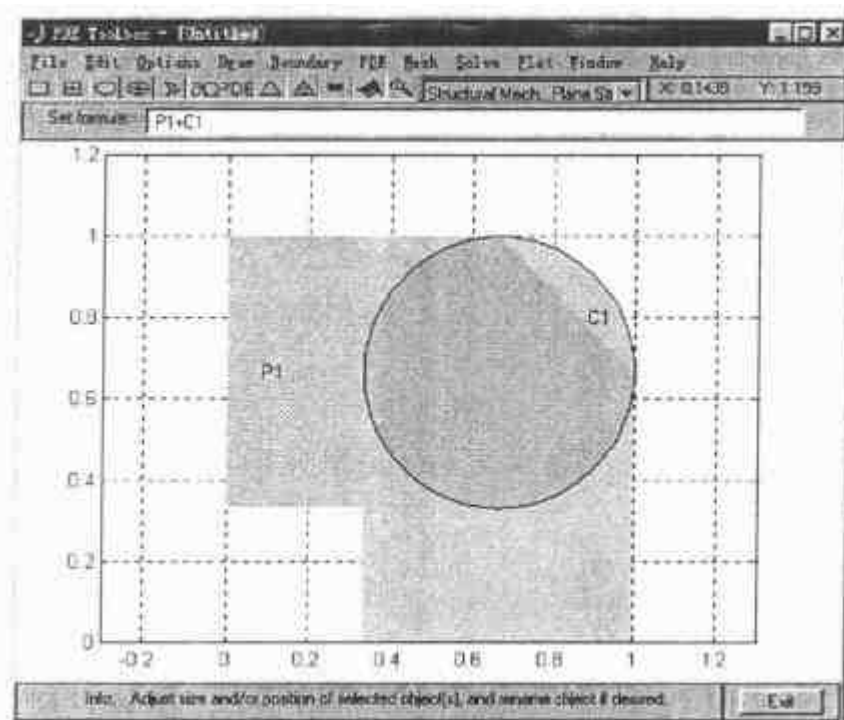 PDE Toolbox - [Untitled]
File Edit Options Draw Boundary PDE Mesh Solve Plot Window Help
PDE Structural Mech., Plane St X: 0.1439 Y: 1.199
Set formula: P1+C1
1.2
1
0.8
0.6
0.4
0.2
0
-0.2 0 0.2 0.4 0.6 0.8 1 1.2
P1
C1
Info: Adjust size and/or position of selected object(s), and rename object if desired.
Exit